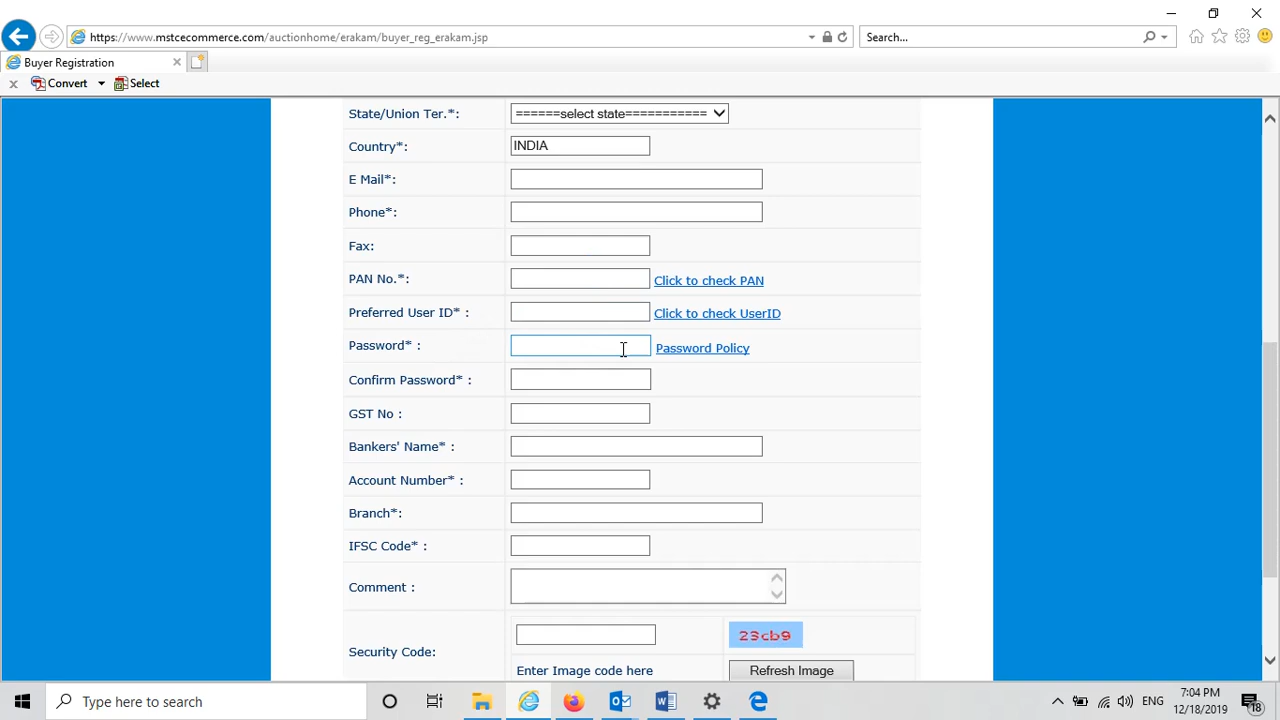 https://www.mstcecommerce.com/auctionhome/erakam/buyer_reg_erakam.jsp
Search...
Buyer Registration
Convert
Select
State/Union Ter.*:
======select state===========
Country*:
INDIA
E Mail*:
Phone*:
Fax:
PAN No.*:
Click to check PAN
Preferred User ID* :
Click to check UserID
Password* :
Password Policy
Confirm Password* :
GST No :
Bankers' Name* :
Account Number* :
Branch*:
IFSC Code* :
Comment :
Security Code:
23cb9
Enter Image code here
Refresh Image
Type here to search
ENG
7:04 PM
12/18/2019
18